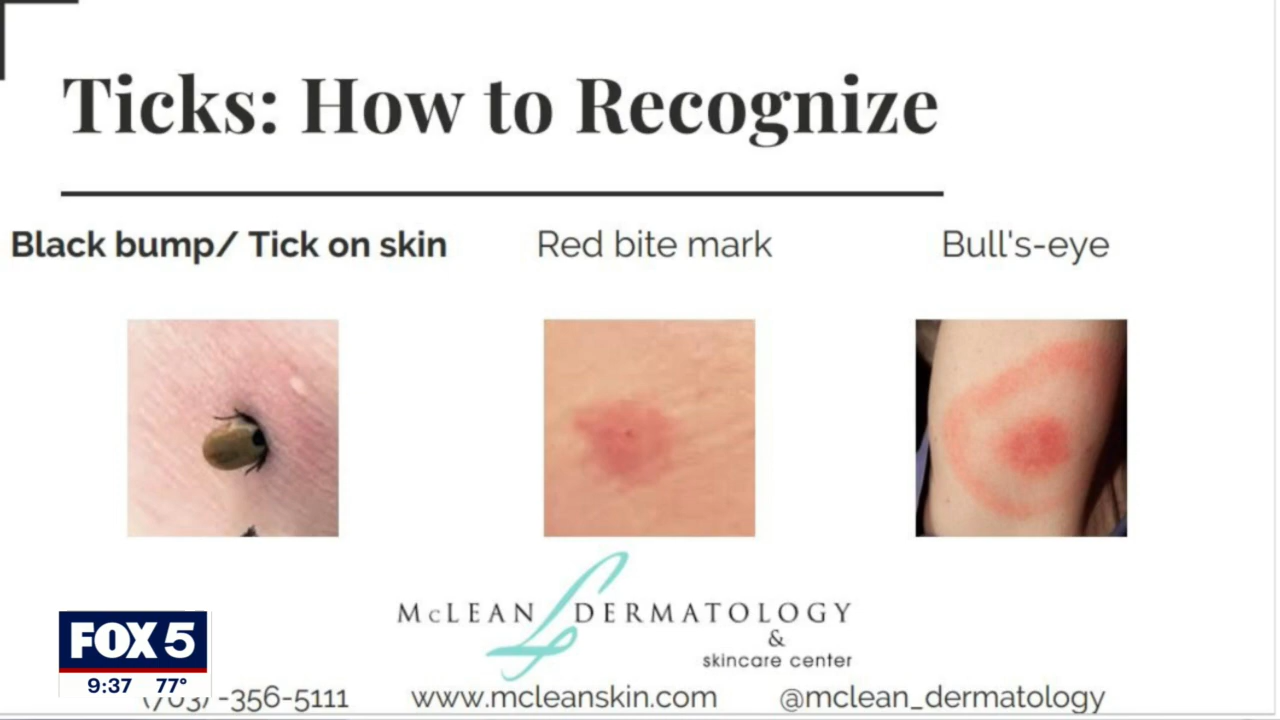 Ticks: How to Recognize
Black bump/ Tick on skin
Red bite mark
Bull's-eye
McLEAN DERMATOLOGY
&
skincare center
FOX 5
9:37 77°
-356-5111 www.mcleanskin.com @mclean_dermatology